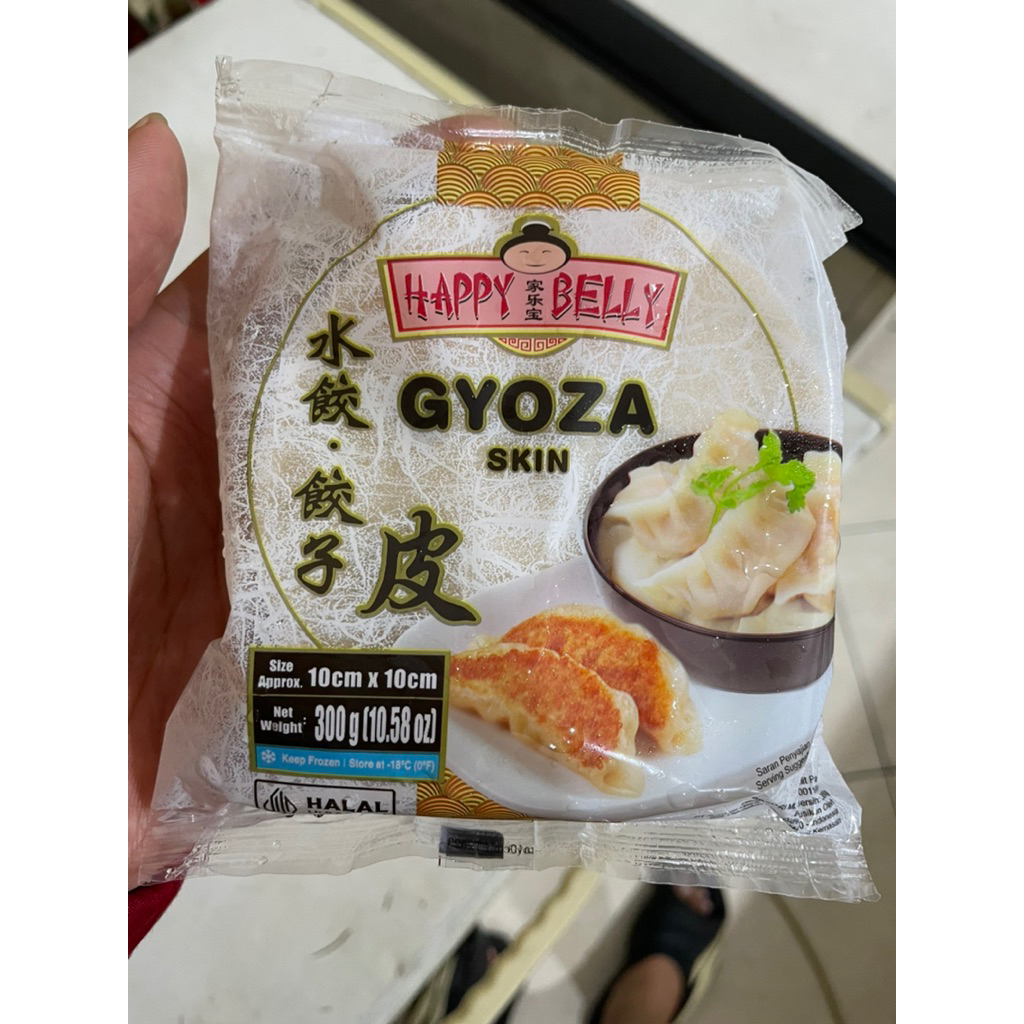 HAPPY 家乐宝 BELLY
水餃·餃子皮
GYOZA
SKIN
Size Approx. 10cm x 10cm
Net Weight: 300 g (10.58 oz)
Keep Frozen | Store at -18°C (0°F)
HALAL
Saran Penyajian
Serving